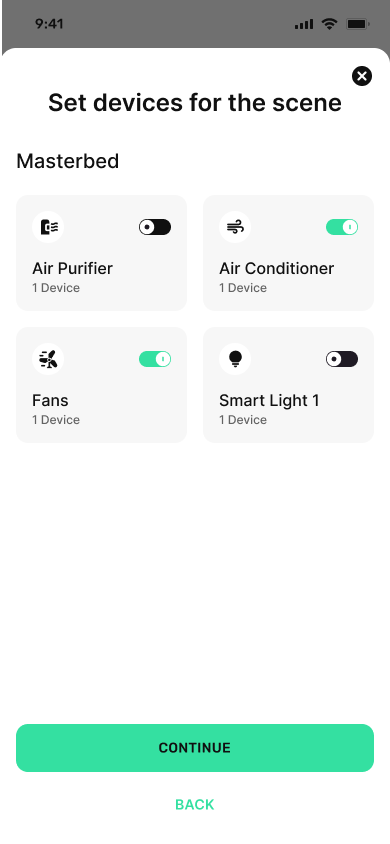 9:41
Set devices for the scene
Masterbed
Air Purifier
1 Device
Air Conditioner
1 Device
Fans
1 Device
Smart Light 1
1 Device
CONTINUE
BACK